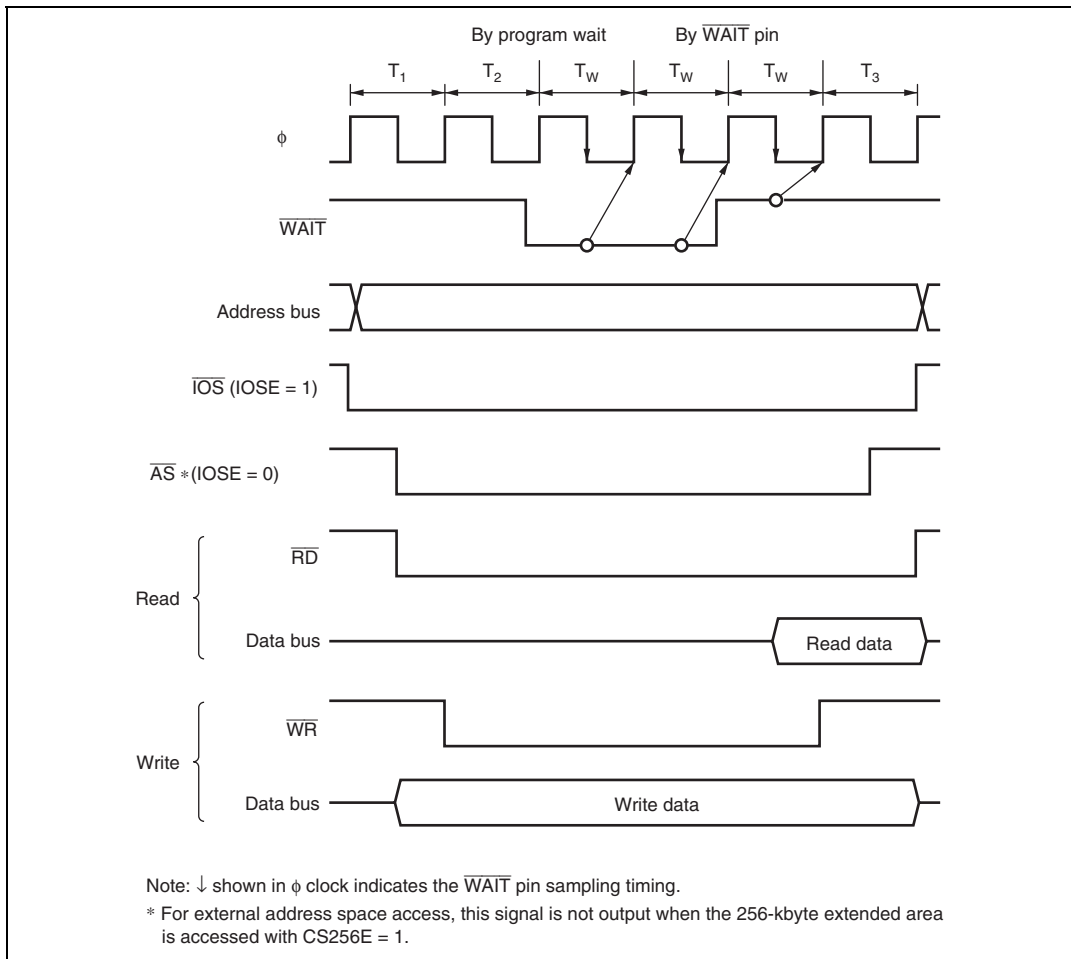 By program wait By WAIT pin
T1 T2 TW TW TW T3
ϕ
WAIT
Address bus
IOS (IOSE = 1)
AS * (IOSE = 0)
RD
Read
Data bus Read data
WR
Write
Data bus Write data
Note: ↓ shown in ϕ clock indicates the WAIT pin sampling timing.
* For external address space access, this signal is not output when the 256-kbyte extended area
is accessed with CS256E = 1.